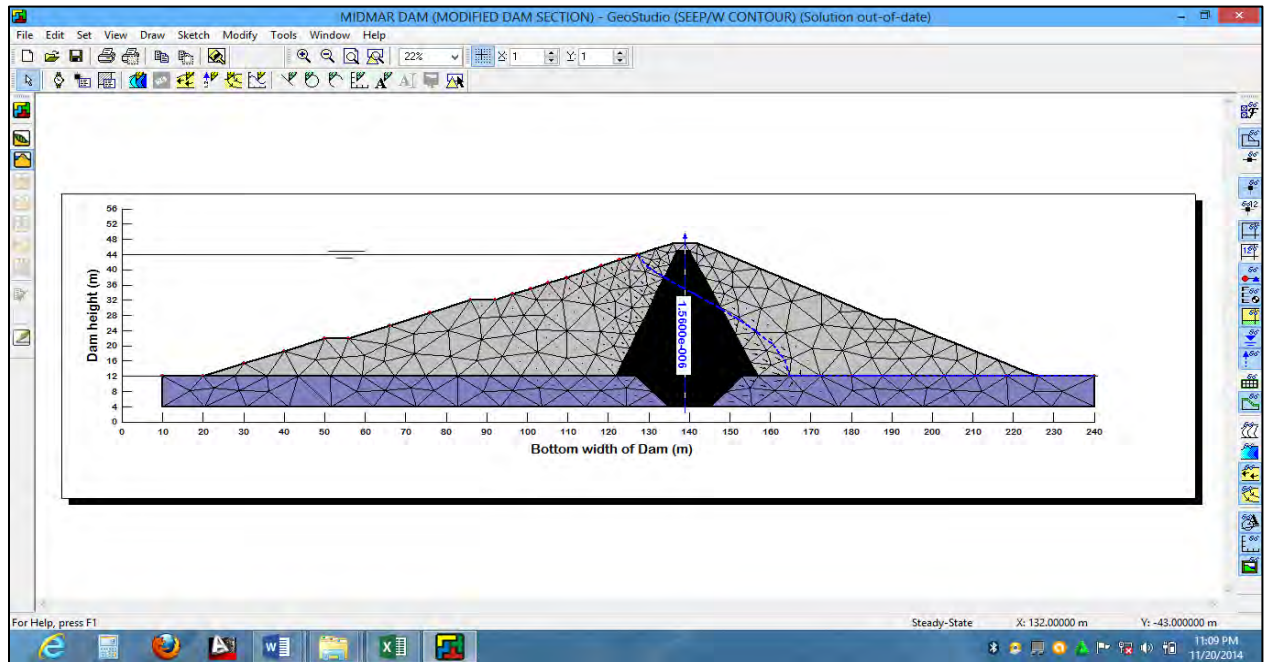 MIDMAR DAM (MODIFIED DAM SECTION) - GeoStudio (SEEP/W CONTOUR) (Solution out-of-date)
File Edit Set View Draw Sketch Modify Tools Window Help
22% X: 1 Y: 1
56
52
48
44
40
36
32
28
24
20
16
12
8
4
0
Dam height (m)
1.5600e-006
0 10 20 30 40 50 60 70 80 90 100 110 120 130 140 150 160 170 180 190 200 210 220 230 240
Bottom width of Dam (m)
For Help, press F1 Steady-State X: 132.00000 m Y: -43.000000 m
11:09 PM
11/20/2014